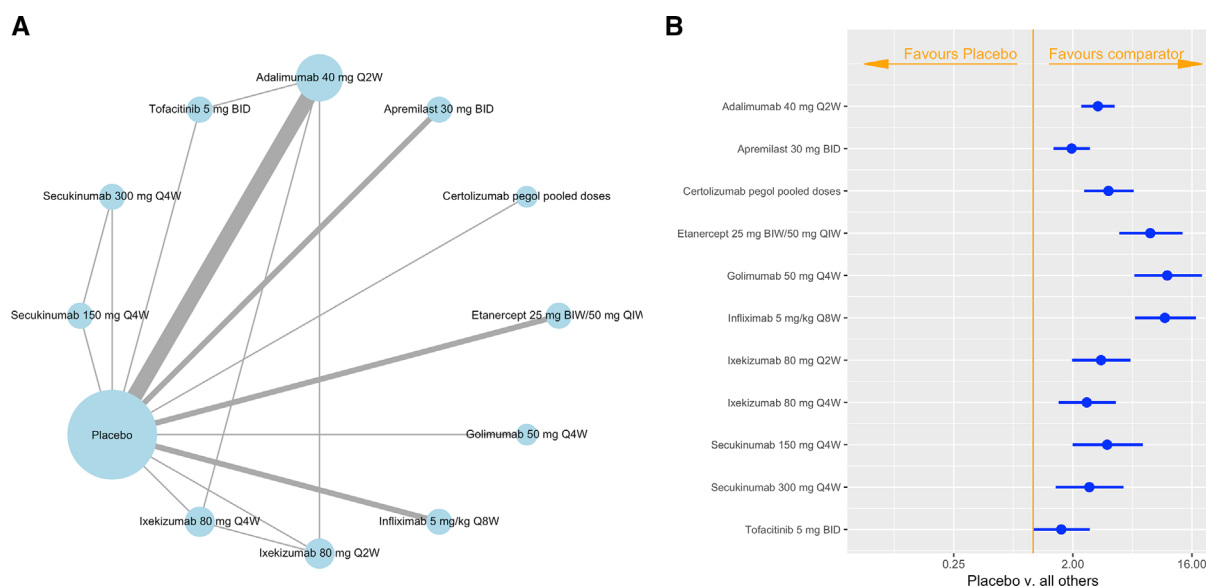 A
Adalimumab 40 mg Q2W
Tofacitinib 5 mg BID
Apremilast 30 mg BID
Secukinumab 300 mg Q4W
Certolizumab pegol pooled doses
Secukinumab 150 mg Q4W
Etanercept 25 mg BIW/50 mg QIW
Placebo
Golimumab 50 mg Q4W
Ixekizumab 80 mg Q4W
Infliximab 5 mg/kg Q8W
Ixekizumab 80 mg Q2W
B
Favours Placebo
Favours comparator
Adalimumab 40 mg Q2W
Apremilast 30 mg BID
Certolizumab pegol pooled doses
Etanercept 25 mg BIW/50 mg QIW
Golimumab 50 mg Q4W
Infliximab 5 mg/kg Q8W
Ixekizumab 80 mg Q2W
Ixekizumab 80 mg Q4W
Secukinumab 150 mg Q4W
Secukinumab 300 mg Q4W
Tofacitinib 5 mg BID
0.25 2.00 16.00
Placebo v. all others